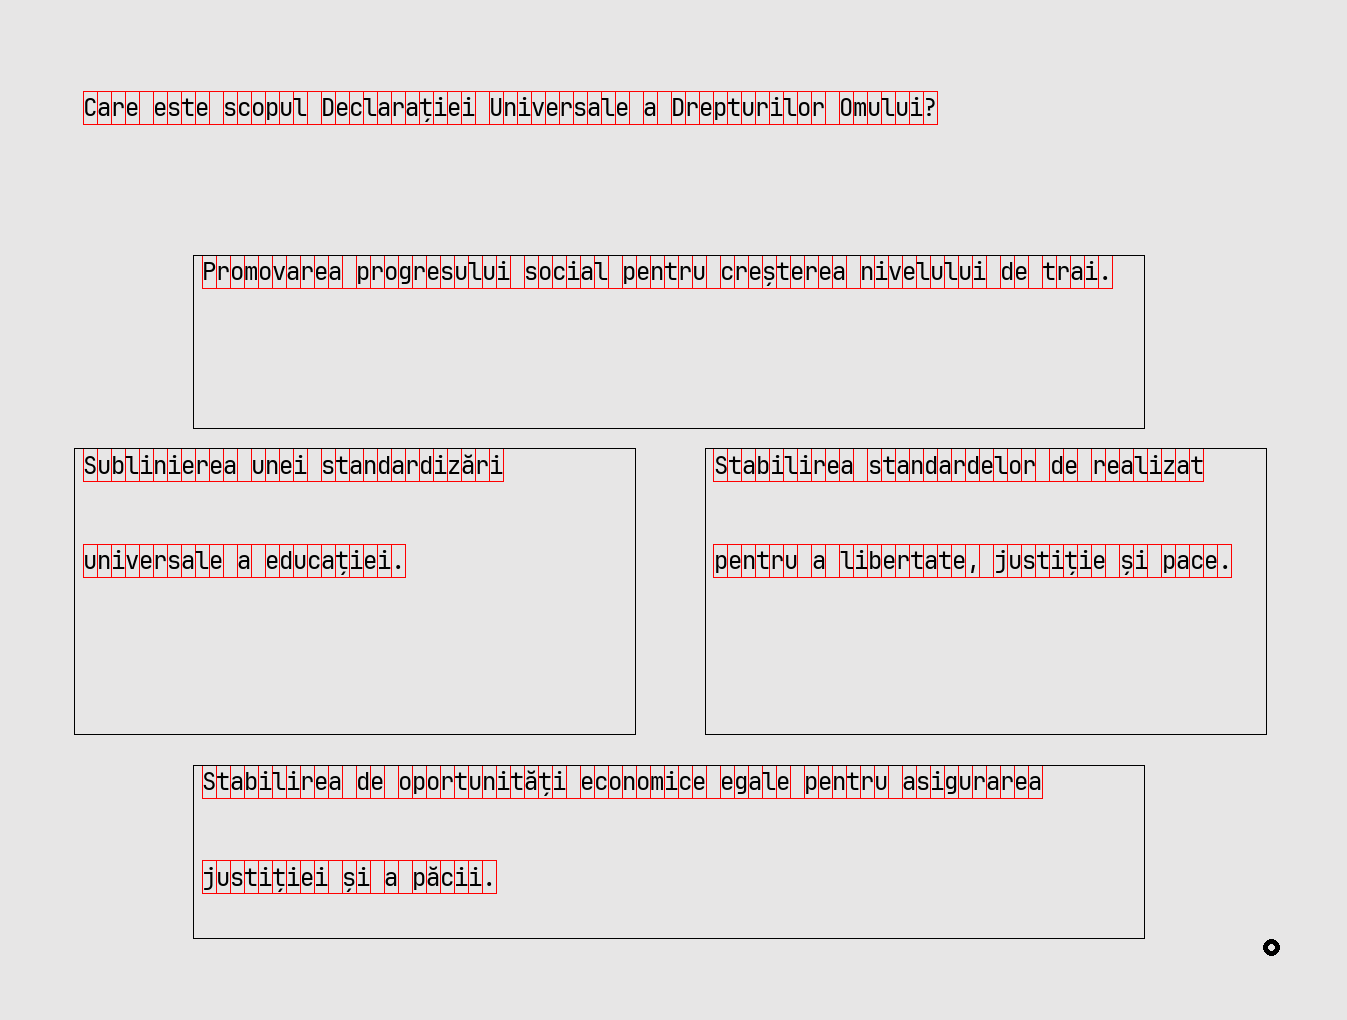 Care este scopul Declarației Universale a Drepturilor Omului?
Promovarea progresului social pentru creșterea nivelului de trai.
Sublinierea unei standardizări
universale a educației.
Stabilirea standardelor de realizat
pentru a libertate, justiție și pace.
Stabilirea de oportunități economice egale pentru asigurarea
justiției și a păcii.